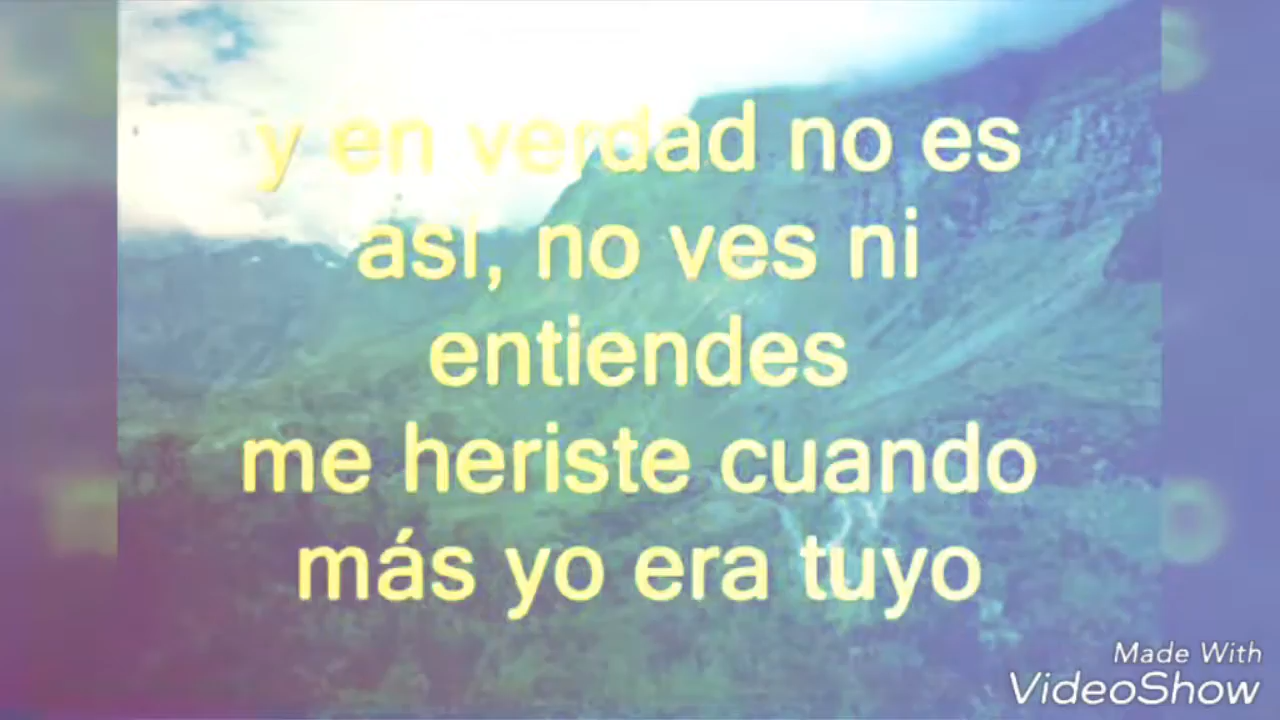 y en verdad no es
así, no ves ni
entiendes
me heriste cuando
más yo era tuyo
Made With
VideoShow